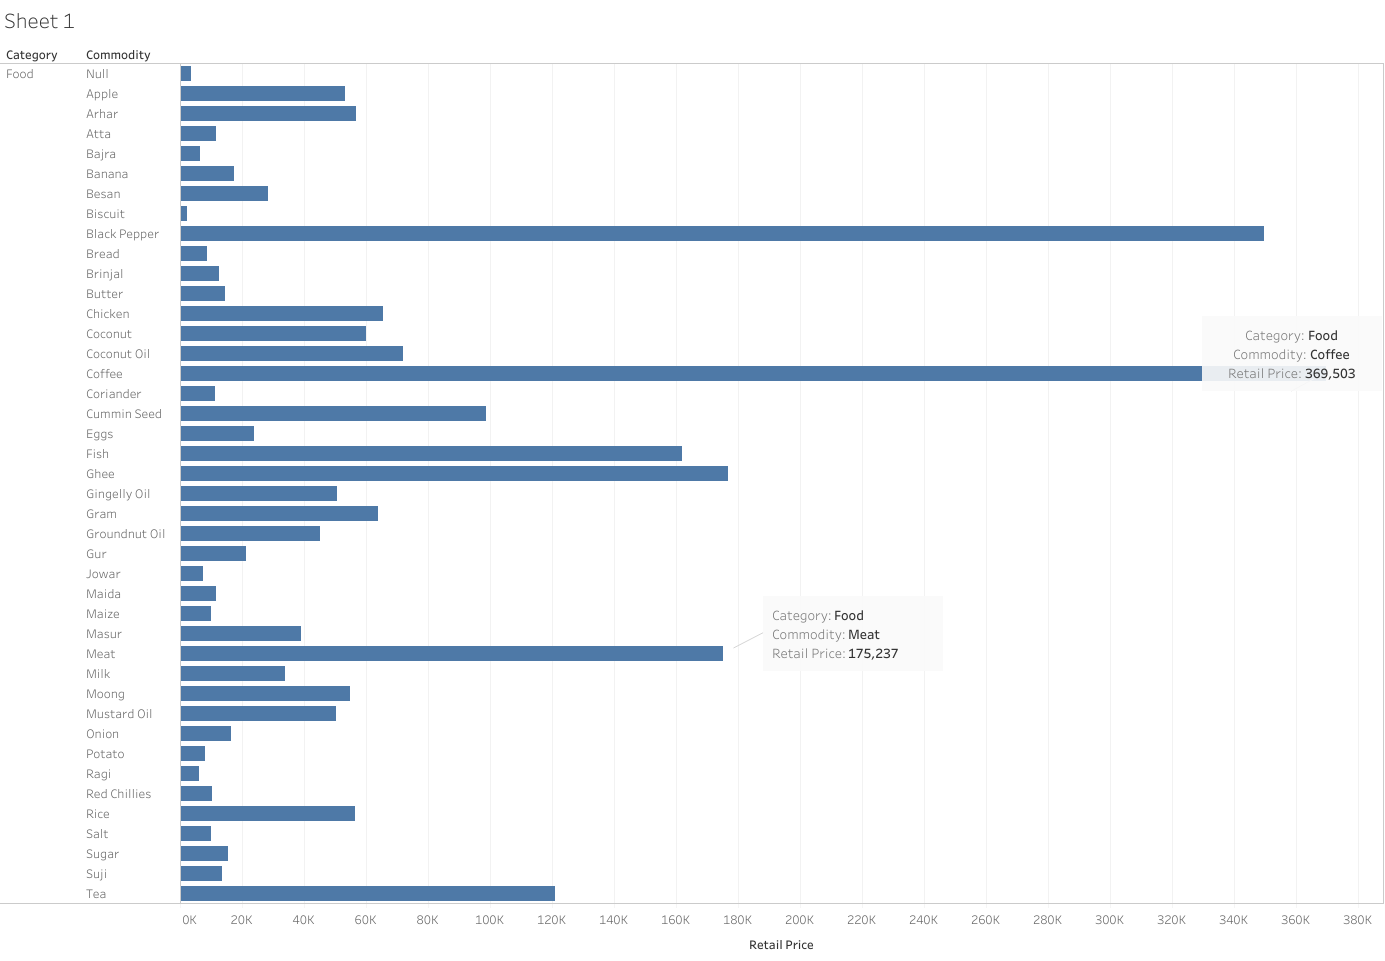 Sheet 1
Category Commodity
Food Null
Apple
Arhar
Atta
Bajra
Banana
Besan
Biscuit
Black Pepper
Bread
Brinjal
Butter
Chicken
Coconut
Category: Food
Coconut Oil
Commodity: Coffee
Coffee
Retail Price: 369,503
Coriander
Cummin Seed
Eggs
Fish
Ghee
Gingelly Oil
Gram
Groundnut Oil
Gur
Jowar
Maida
Maize
Category: Food
Masur
Commodity: Meat
Meat
Retail Price: 175,237
Milk
Moong
Mustard Oil
Onion
Potato
Ragi
Red Chillies
Rice
Salt
Sugar
Suji
Tea
0K 20K 40K 60K 80K 100K 120K 140K 160K 180K 200K 220K 240K 260K 280K 300K 320K 340K 360K 380K
Retail Price